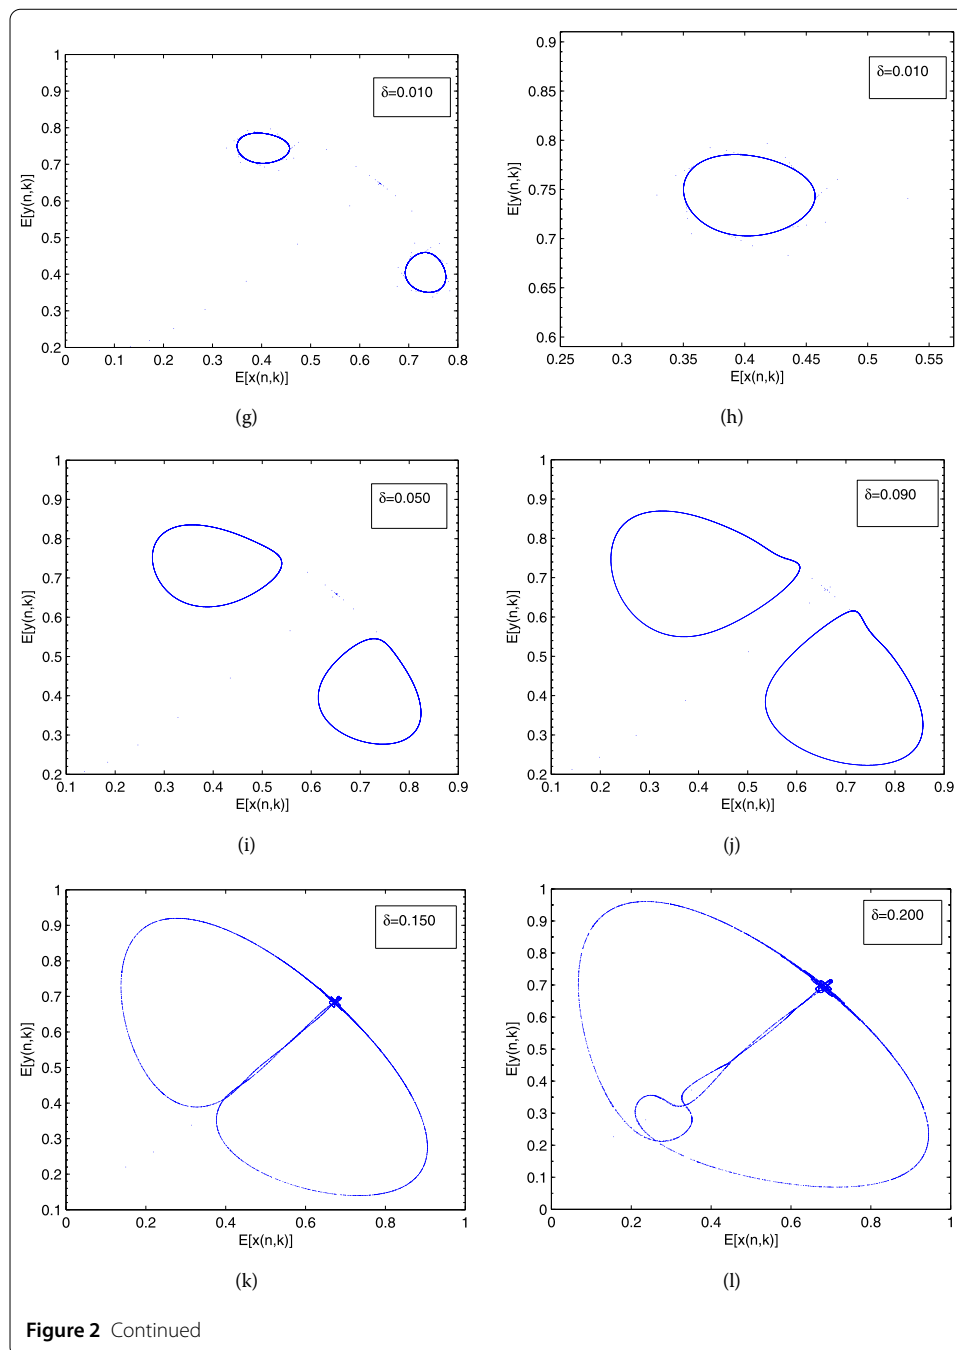 δ=0.010
E[y(n,k)]
1
0.9
0.8
0.7
0.6
0.5
0.4
0.3
0.2
0 0.1 0.2 0.3 0.4 0.5 0.6 0.7 0.8
E[x(n,k)]
(g)
δ=0.010
E[y(n,k)]
0.9
0.85
0.8
0.75
0.7
0.65
0.6
0.25 0.3 0.35 0.4 0.45 0.5 0.55
E[x(n,k)]
(h)
δ=0.050
E[y(n,k)]
1
0.9
0.8
0.7
0.6
0.5
0.4
0.3
0.2
0.1 0.2 0.3 0.4 0.5 0.6 0.7 0.8 0.9
E[x(n,k)]
(i)
δ=0.090
E[y(n,k)]
1
0.9
0.8
0.7
0.6
0.5
0.4
0.3
0.2
0.1 0.2 0.3 0.4 0.5 0.6 0.7 0.8 0.9
E[x(n,k)]
(j)
δ=0.150
E[y(n,k)]
1
0.9
0.8
0.7
0.6
0.5
0.4
0.3
0.2
0.1
0 0.2 0.4 0.6 0.8 1
E[x(n,k)]
(k)
δ=0.200
E[y(n,k)]
1
0.9
0.8
0.7
0.6
0.5
0.4
0.3
0.2
0.1
0
0 0.2 0.4 0.6 0.8 1
E[x(n,k)]
(l)
Figure 2 Continued